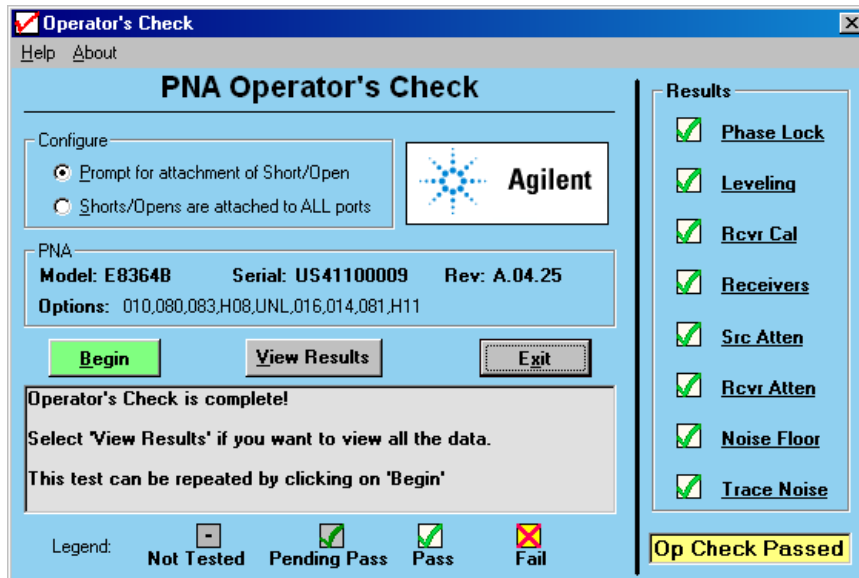 Operator's Check
Help About
PNA Operator's Check
Configure
Prompt for attachment of Short/Open
Shorts/Opens are attached to ALL ports
Agilent
PNA
Model: E8364B Serial: US41100009 Rev: A.04.25
Options: 010,080,083,H08,UNL,016,014,081,H11
Begin View Results Exit
Operator's Check is complete!
Select 'View Results' if you want to view all the data.
This test can be repeated by clicking on 'Begin'
Legend: - Not Tested Pending Pass Pass Fail
Results
Phase Lock
Leveling
Rcvr Cal
Receivers
Src Atten
Rcvr Atten
Noise Floor
Trace Noise
Op Check Passed